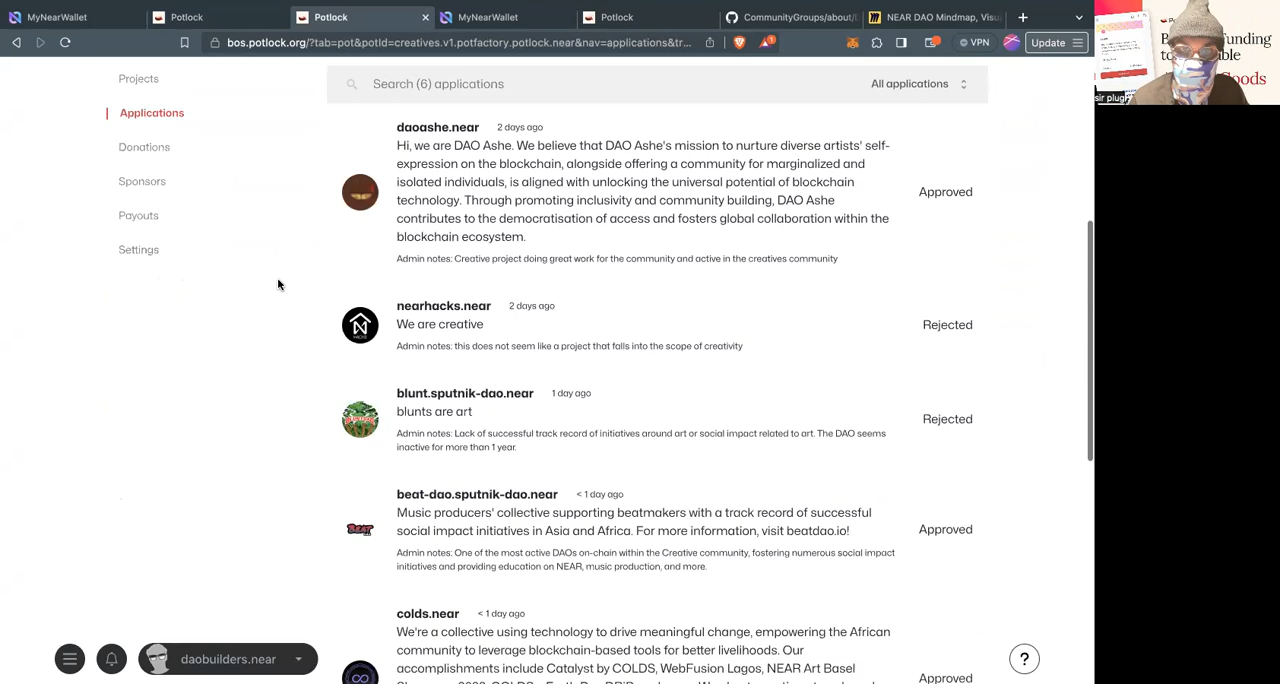 MyNearWallet
Potlock
Potlock
MyNearWallet
Potlock
CommunityGroups/about/
NEAR DAO Mindmap, Visu
bos.potlock.org/?tab=pot&potId=creatives.v1.potfactory.potlock.near&nav=applications&tr...
1
VPN
Update
Projects
Applications
Donations
Sponsors
Payouts
Settings
Search (6) applications
All applications
daoashe.near 2 days ago
Hi, we are DAO Ashe. We believe that DAO Ashe's mission to nurture diverse artists' self-
expression on the blockchain, alongside offering a community for marginalized and
isolated individuals, is aligned with unlocking the universal potential of blockchain
technology. Through promoting inclusivity and community building, DAO Ashe
contributes to the democratisation of access and fosters global collaboration within the
blockchain ecosystem.
Admin notes: Creative project doing great work for the community and active in the creatives community
Approved
nearhacks.near 2 days ago
We are creative
Admin notes: this does not seem like a project that falls into the scope of creativity
Rejected
blunt.sputnik-dao.near 1 day ago
blunts are art
Admin notes: Lack of successful track record of initiatives around art or social impact related to art. The DAO seems
inactive for more than 1 year.
Rejected
beat-dao.sputnik-dao.near < 1 day ago
Music producers' collective supporting beatmakers with a track record of successful
social impact initiatives in Asia and Africa. For more information, visit beatdao.io!
Admin notes: One of the most active DAOs on-chain within the Creative community, fostering numerous social impact
initiatives and providing education on NEAR, music production, and more.
Approved
BEAT
colds.near < 1 day ago
We're a collective using technology to drive meaningful change, empowering the African
community to leverage blockchain-based tools for better livelihoods. Our
accomplishments include Catalyst by COLDS, WebFusion Lagos, NEAR Art Basel
Approved
daobuilders.near
?
sir plug
unding
ble
oods